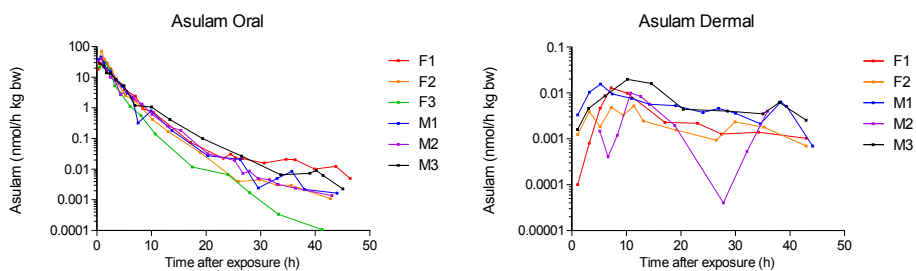 Asulam Oral
Asulam (nmol/h kg bw)
100
10
1
0.1
0.01
0.001
0.0001
0 10 20 30 40 50
Time after exposure (h)
F1
F2
F3
M1
M2
M3
Asulam Dermal
Asulam (nmol/h kg bw)
0.1
0.01
0.001
0.0001
0.00001
0 10 20 30 40 50
Time after exposure (h)
F1
F2
M1
M2
M3